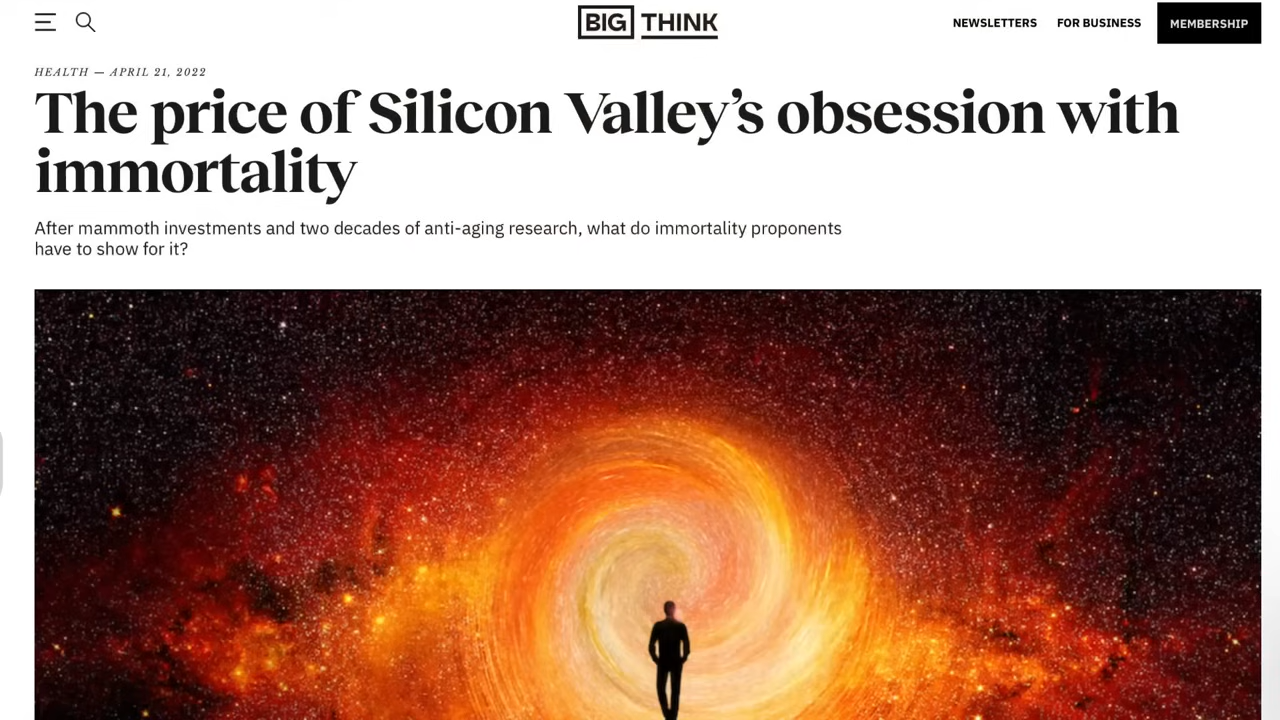 BIG THINK
NEWSLETTERS FOR BUSINESS MEMBERSHIP
HEALTH — APRIL 21, 2022
The price of Silicon Valley’s obsession with
immortality
After mammoth investments and two decades of anti-aging research, what do immortality proponents
have to show for it?